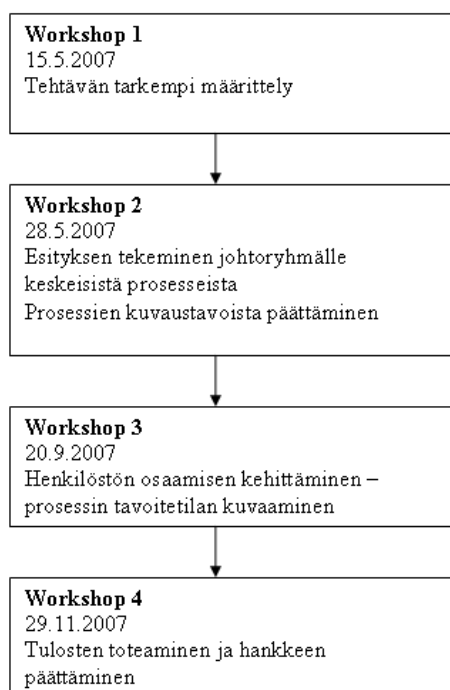 Workshop 1
15.5.2007
Tehtävän tarkempi määrittely
Workshop 2
28.5.2007
Esityksen tekeminen johtoryhmälle
keskeisistä prosesseista
Prosessien kuvaustavoista päättäminen
Workshop 3
20.9.2007
Henkilöstön osaamisen kehittäminen –
prosessin tavoitetilan kuvaaminen
Workshop 4
29.11.2007
Tulosten toteaminen ja hankkeen
päättäminen